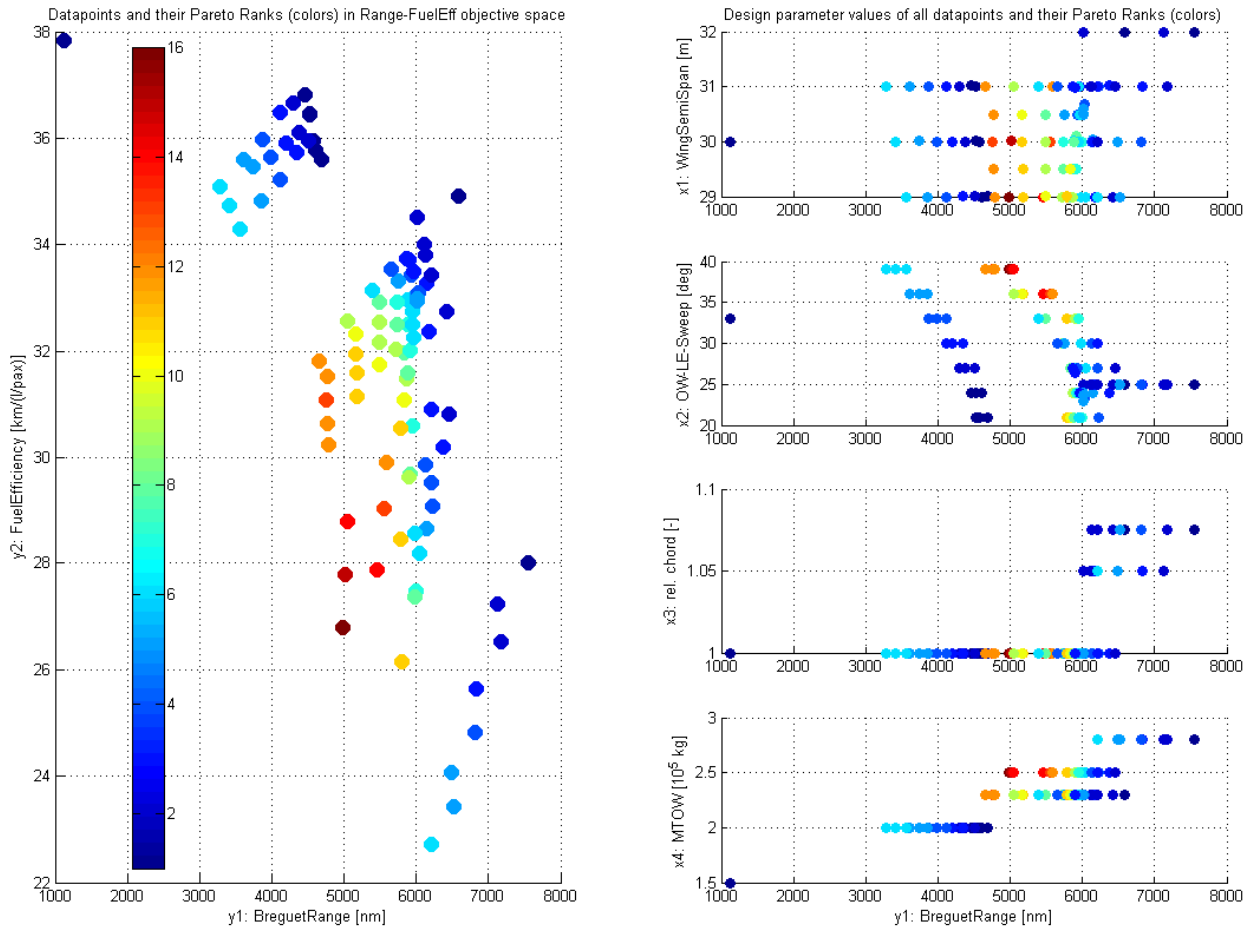 Datapoints and their Pareto Ranks (colors) in Range-FuelEff objective space
38
36
34
32
30
28
26
24
22
y2: FuelEfficiency [km/(l/pax)]
16
14
12
10
8
6
4
2
1000 2000 3000 4000 5000 6000 7000 8000
y1: BreguetRange [nm]
Design parameter values of all datapoints and their Pareto Ranks (colors)
32
31
30
29
x1: WingSemiSpan [m]
1000 2000 3000 4000 5000 6000 7000 8000
40
35
30
25
20
x2: OW-LE-Sweep [deg]
1000 2000 3000 4000 5000 6000 7000 8000
1.1
1.05
1
x3: rel. chord [-]
1000 2000 3000 4000 5000 6000 7000 8000
3
2.5
2
1.5
x4: MTOW [10^5 kg]
1000 2000 3000 4000 5000 6000 7000 8000
y1: BreguetRange [nm]